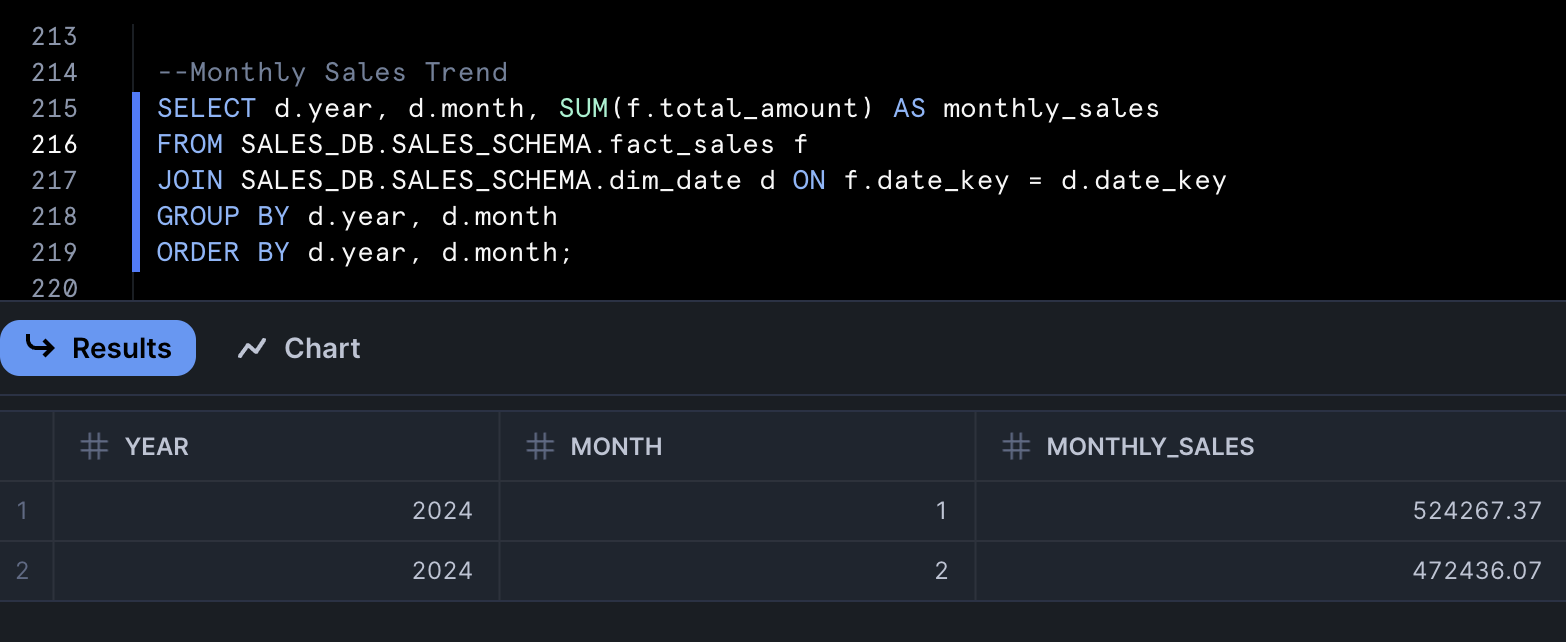 213
214 --Monthly Sales Trend
215 SELECT d.year, d.month, SUM(f.total_amount) AS monthly_sales
216 FROM SALES_DB.SALES_SCHEMA.fact_sales f
217 JOIN SALES_DB.SALES_SCHEMA.dim_date d ON f.date_key = d.date_key
218 GROUP BY d.year, d.month
219 ORDER BY d.year, d.month;
220
Results Chart
# YEAR # MONTH # MONTHLY_SALES
1 2024 1 524267.37
2 2024 2 472436.07